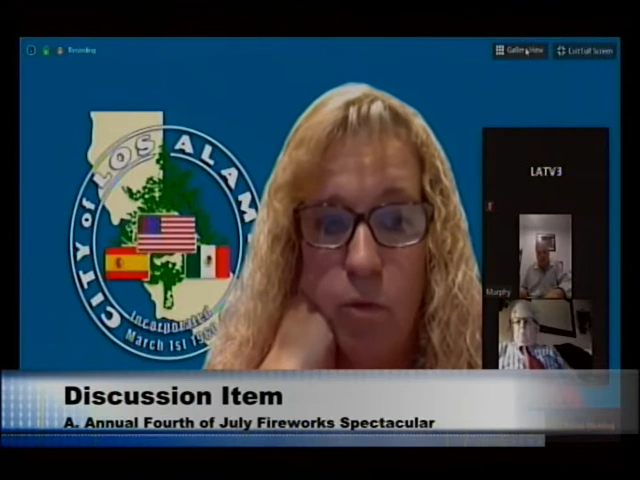 Recording
Gallery View
Exit Full Screen
LATV3
CITY of LOS ALAM
Incorporated
March 1st 19
Murphy
Discussion Item
A. Annual Fourth of July Fireworks Spectacular